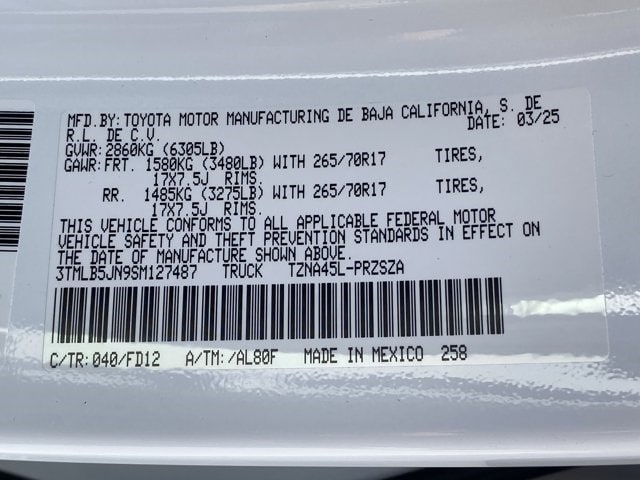 MFD.BY: TOYOTA MOTOR MANUFACTURING DE BAJA CALIFORNIA, S. DE
R.L. DE C.V. DATE: 03/25
GVWR: 2860KG (6305LB)
GAWR: FRT. 1580KG (3480LB) WITH 265/70R17 TIRES,
17X7.5J RIMS.
RR. 1485KG (3275LB) WITH 265/70R17 TIRES,
17X7.5J RIMS.
THIS VEHICLE CONFORMS TO ALL APPLICABLE FEDERAL MOTOR
VEHICLE SAFETY AND THEFT PREVENTION STANDARDS IN EFFECT ON
THE DATE OF MANUFACTURE SHOWN ABOVE.
3TMLB5JN9SM127487 TRUCK TZNA45L-PRZSZA
C/TR: 040/FD12 A/TM: /AL80F MADE IN MEXICO 258